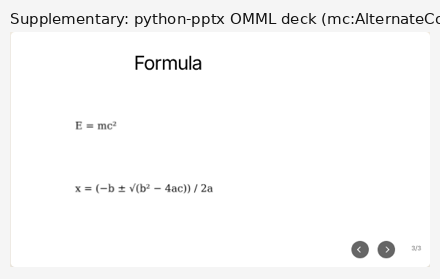 Supplementary: python-pptx OMML deck (mc:AlternateCo
Formula
E = mc²
x = (−b ± √(b² − 4ac)) / 2a
3/3